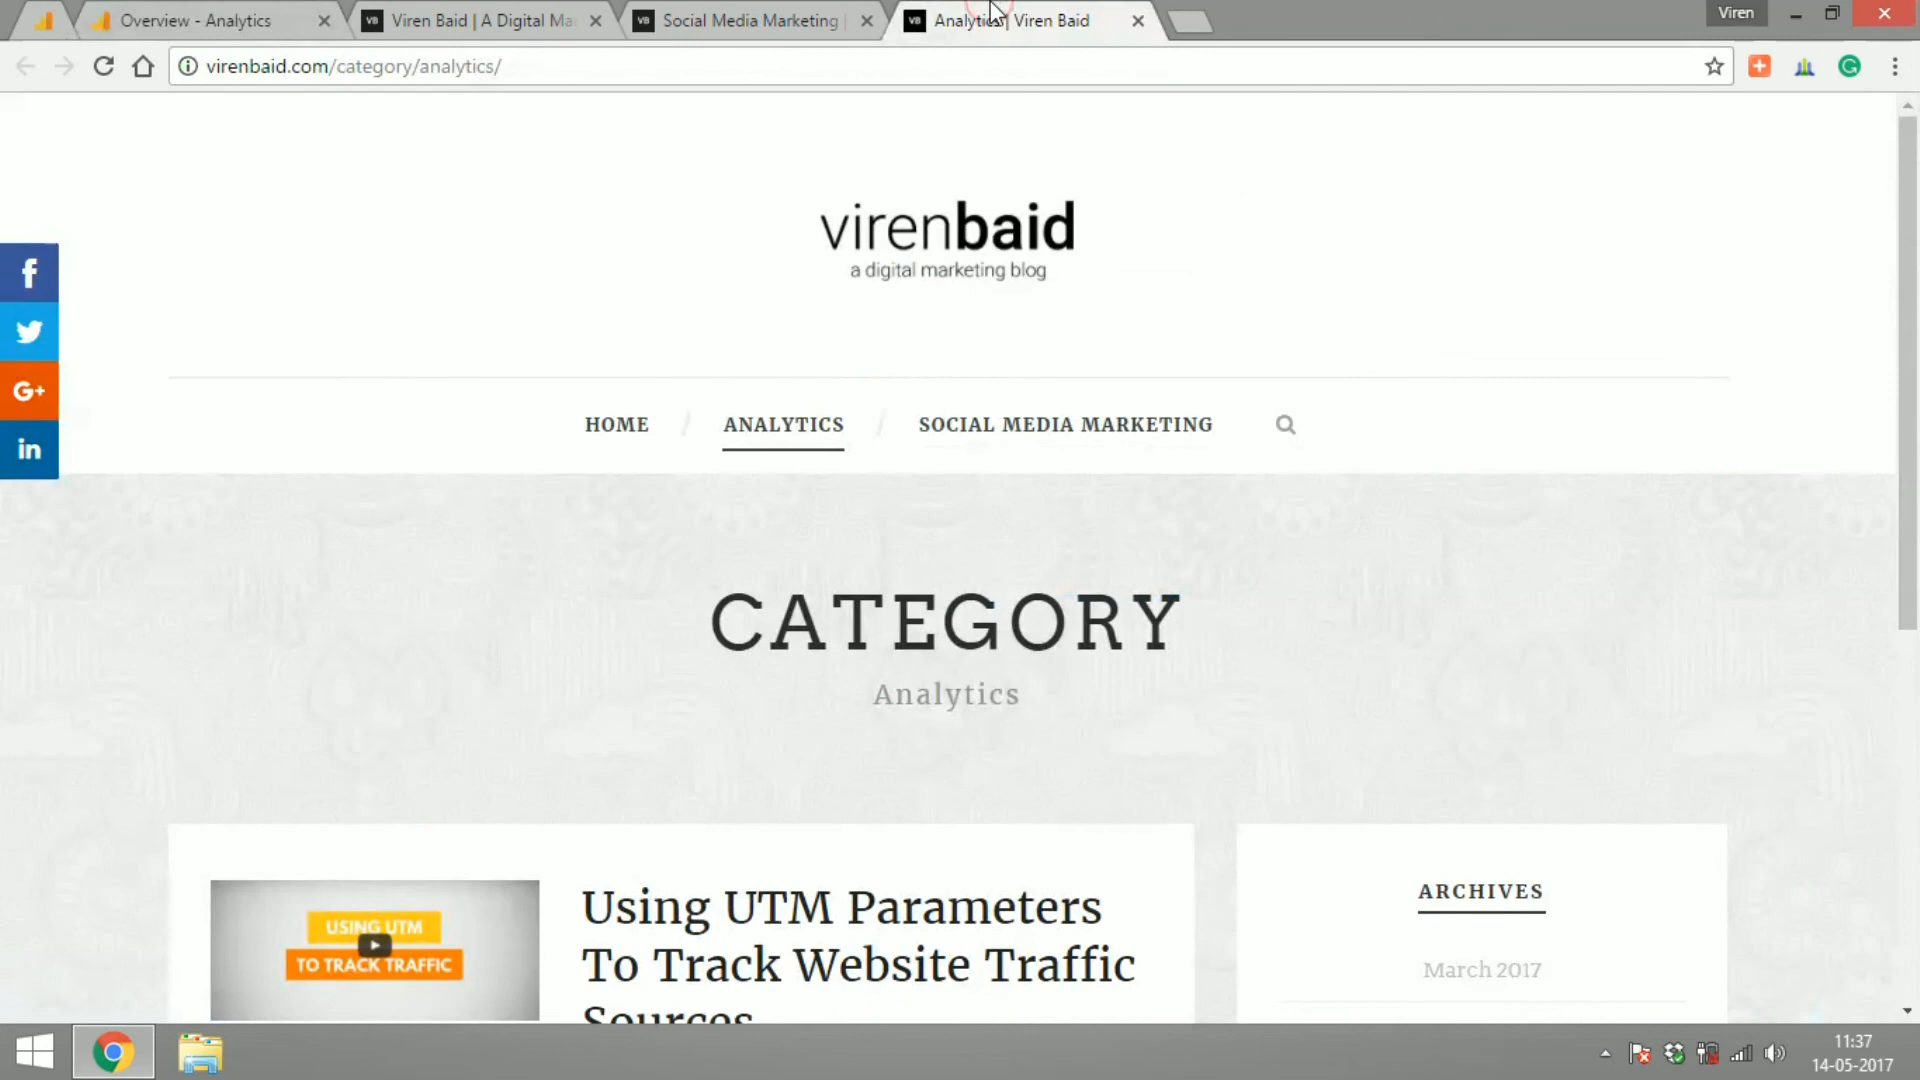 Overview - Analytics
Viren Baid | A Digital Ma
Social Media Marketing |
Analytics | Viren Baid
Viren
virenbaid.com/category/analytics/
virenbaid
a digital marketing blog
HOME / ANALYTICS / SOCIAL MEDIA MARKETING
f
G+
in
CATEGORY
Analytics
USING UTM
TO TRACK TRAFFIC
Using UTM Parameters
To Track Website Traffic
Sources
ARCHIVES
March 2017
11:37
14-05-2017